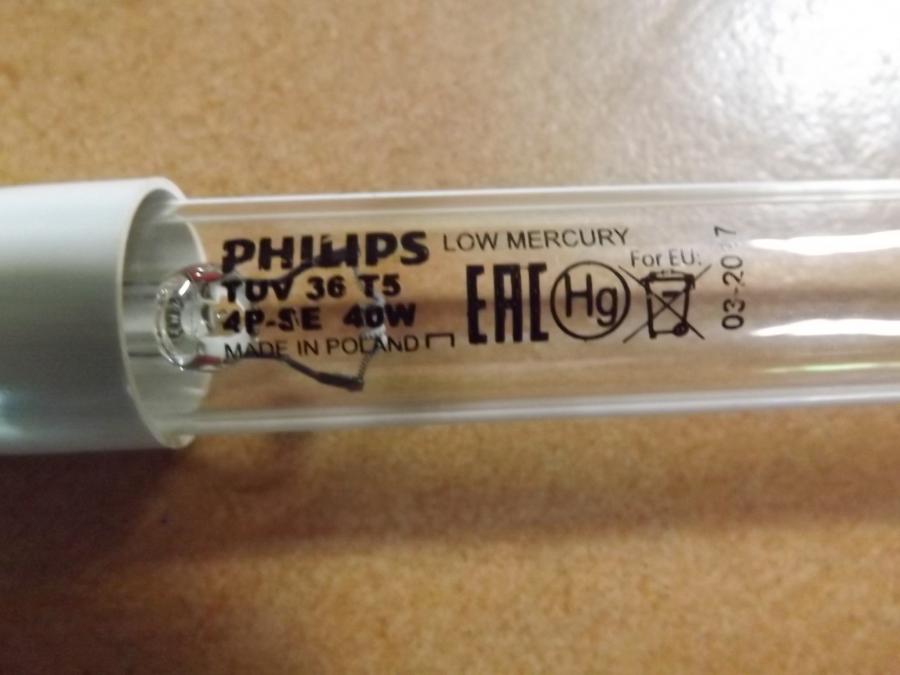 PHILIPS LOW MERCURY
TUV 36 T5
4P-SE 40W
MADE IN POLAND
EAC
Hg
For EU: